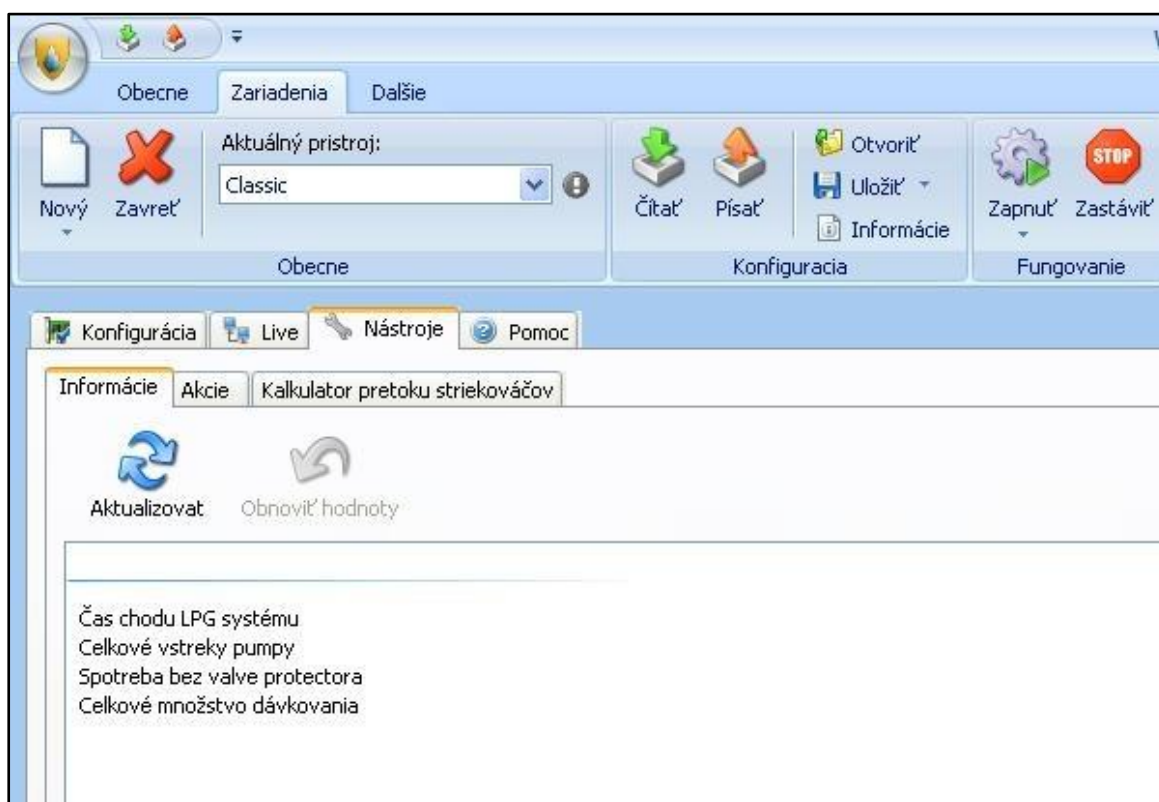 Obecne Zariadenia Dalšie
Aktuálný pristroj:
Classic
Nový Zavreť
Čítať Písať
Otvoriť
Uložiť
Informácie
Zapnuť Zastáviť
STOP
Obecne Konfiguracia Fungovanie
Konfigurácia Live Nástroje Pomoc
Informácie Akcie Kalkulator pretoku striekováčov
Aktualizovat Obnoviť hodnoty
Čas chodu LPG systému
Celkové vstreky pumpy
Spotreba bez valve protectora
Celkové množstvo dávkovania